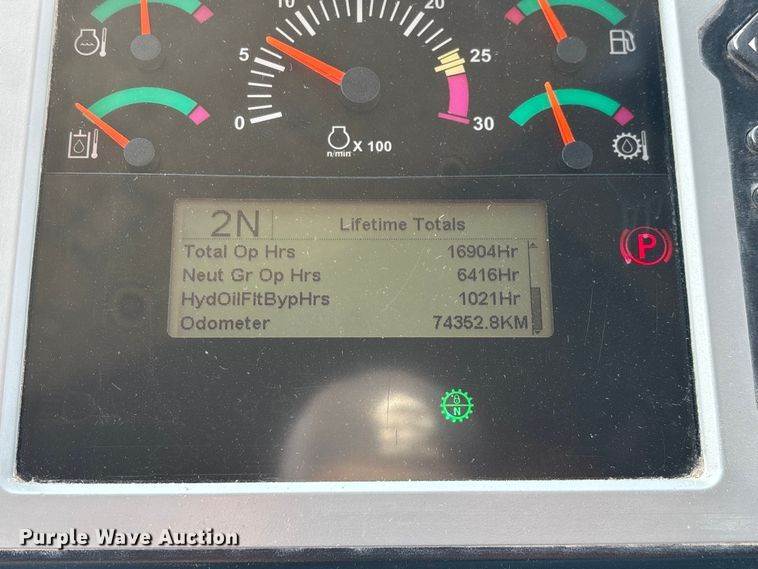 10
20
5
25
0
30
n/min X 100
2N Lifetime Totals
Total Op Hrs 16904Hr
Neut Gr Op Hrs 6416Hr
HydOilFltBypHrs 1021Hr
Odometer 74352.8KM
P
N
Purple Wave Auction